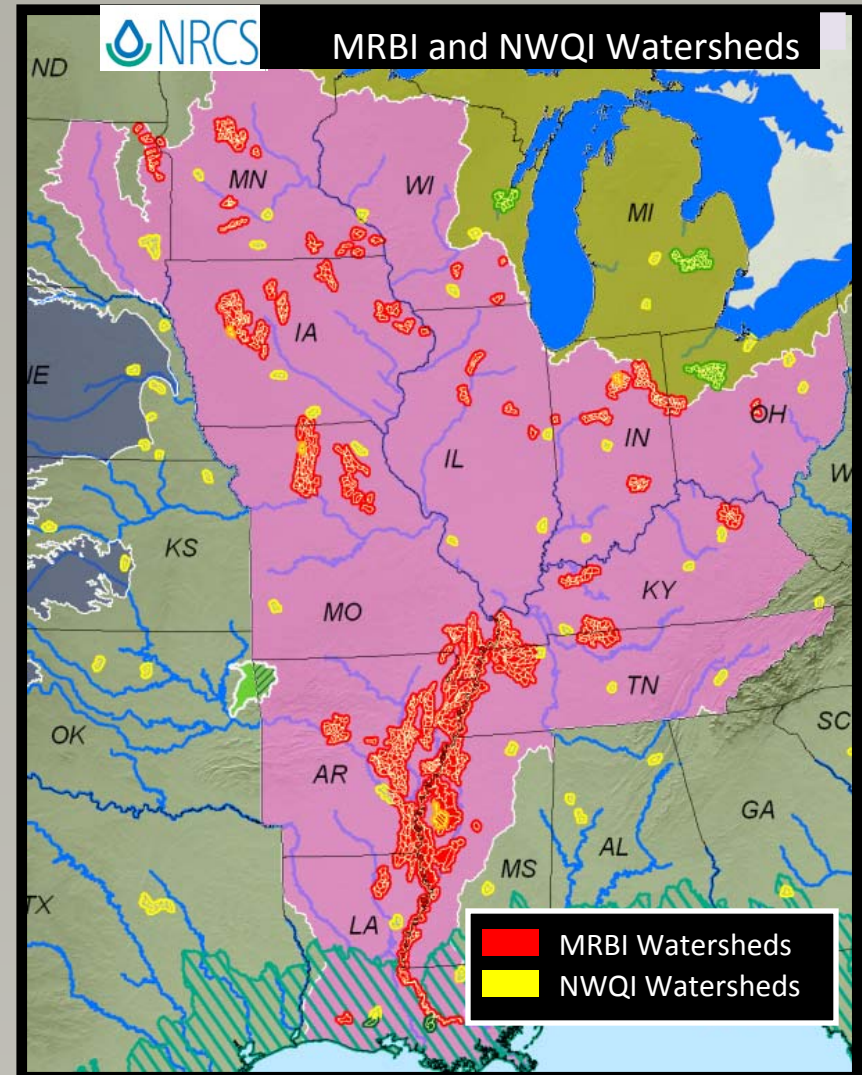 NRCS
MRBI and NWQI Watersheds
ND
MN
WI
MI
IA
NE
IL
IN
OH
W
KS
MO
KY
TN
OK
AR
SC
GA
AL
MS
TX
LA
MRBI Watersheds
NWQI Watersheds